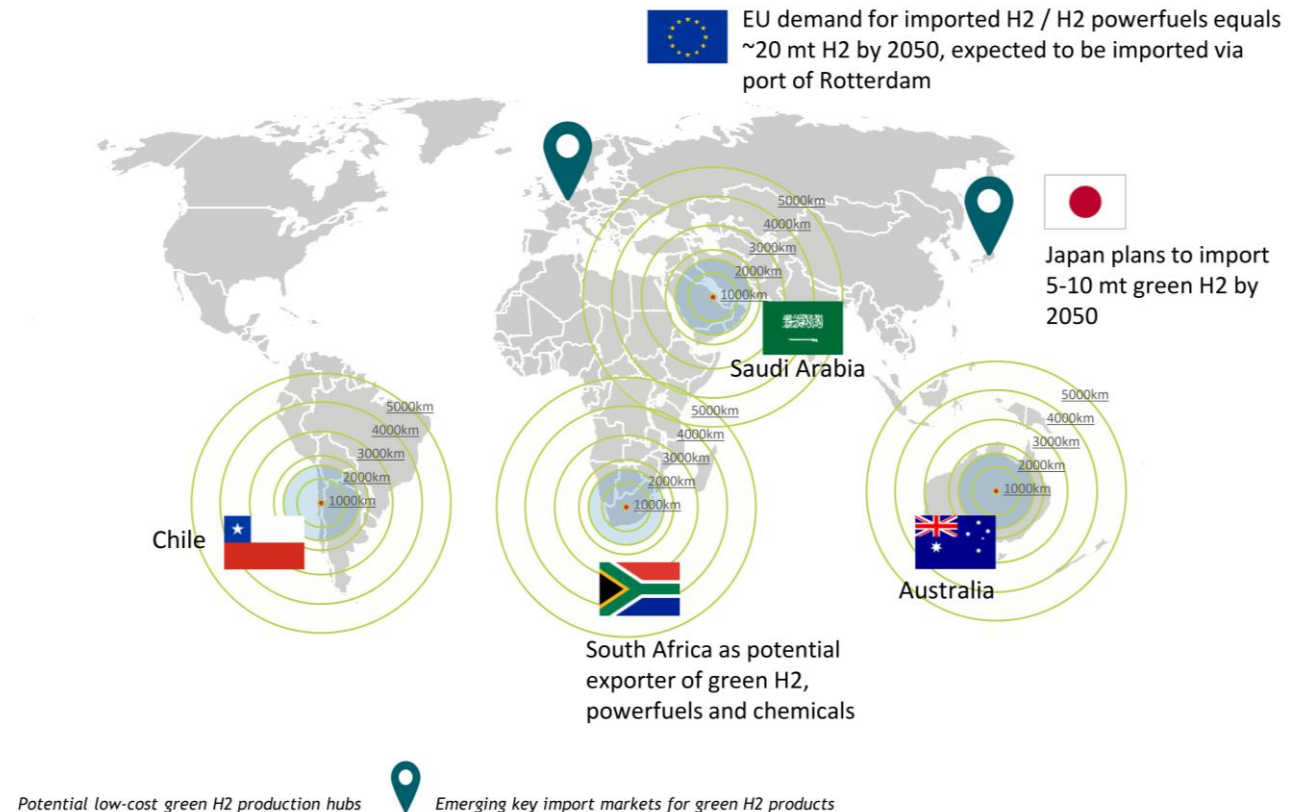 EU demand for imported H2 / H2 powerfuels equals
~20 mt H2 by 2050, expected to be imported via
port of Rotterdam
Japan plans to import
5-10 mt green H2 by
2050
5000km
4000km
3000km
2000km
1000km
Saudi Arabia
5000km
4000km
3000km
2000km
1000km
Chile
5000km
4000km
3000km
2000km
1000km
South Africa as potential
exporter of green H2,
powerfuels and chemicals
5000km
4000km
3000km
2000km
1000km
Australia
Potential low-cost green H2 production hubs
Emerging key import markets for green H2 products